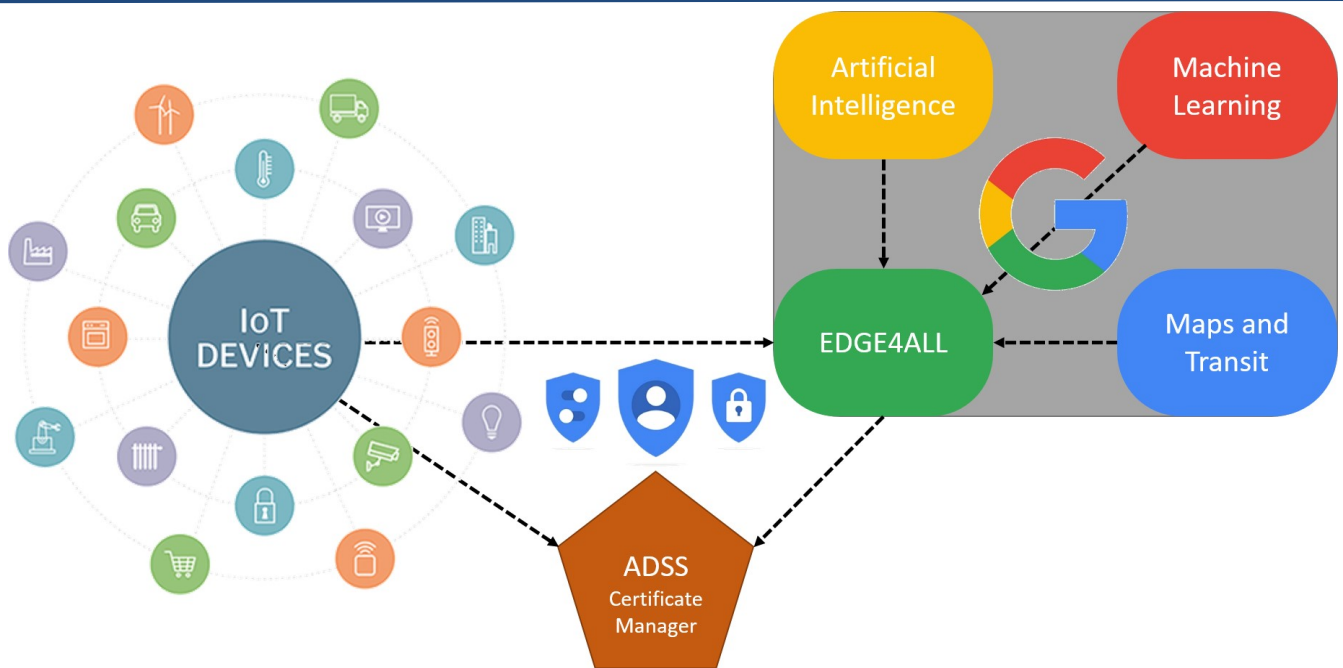 Artificial
Intelligence
Machine
Learning
IoT
DEVICES
EDGE4ALL
Maps and
Transit
ADSS
Certificate
Manager